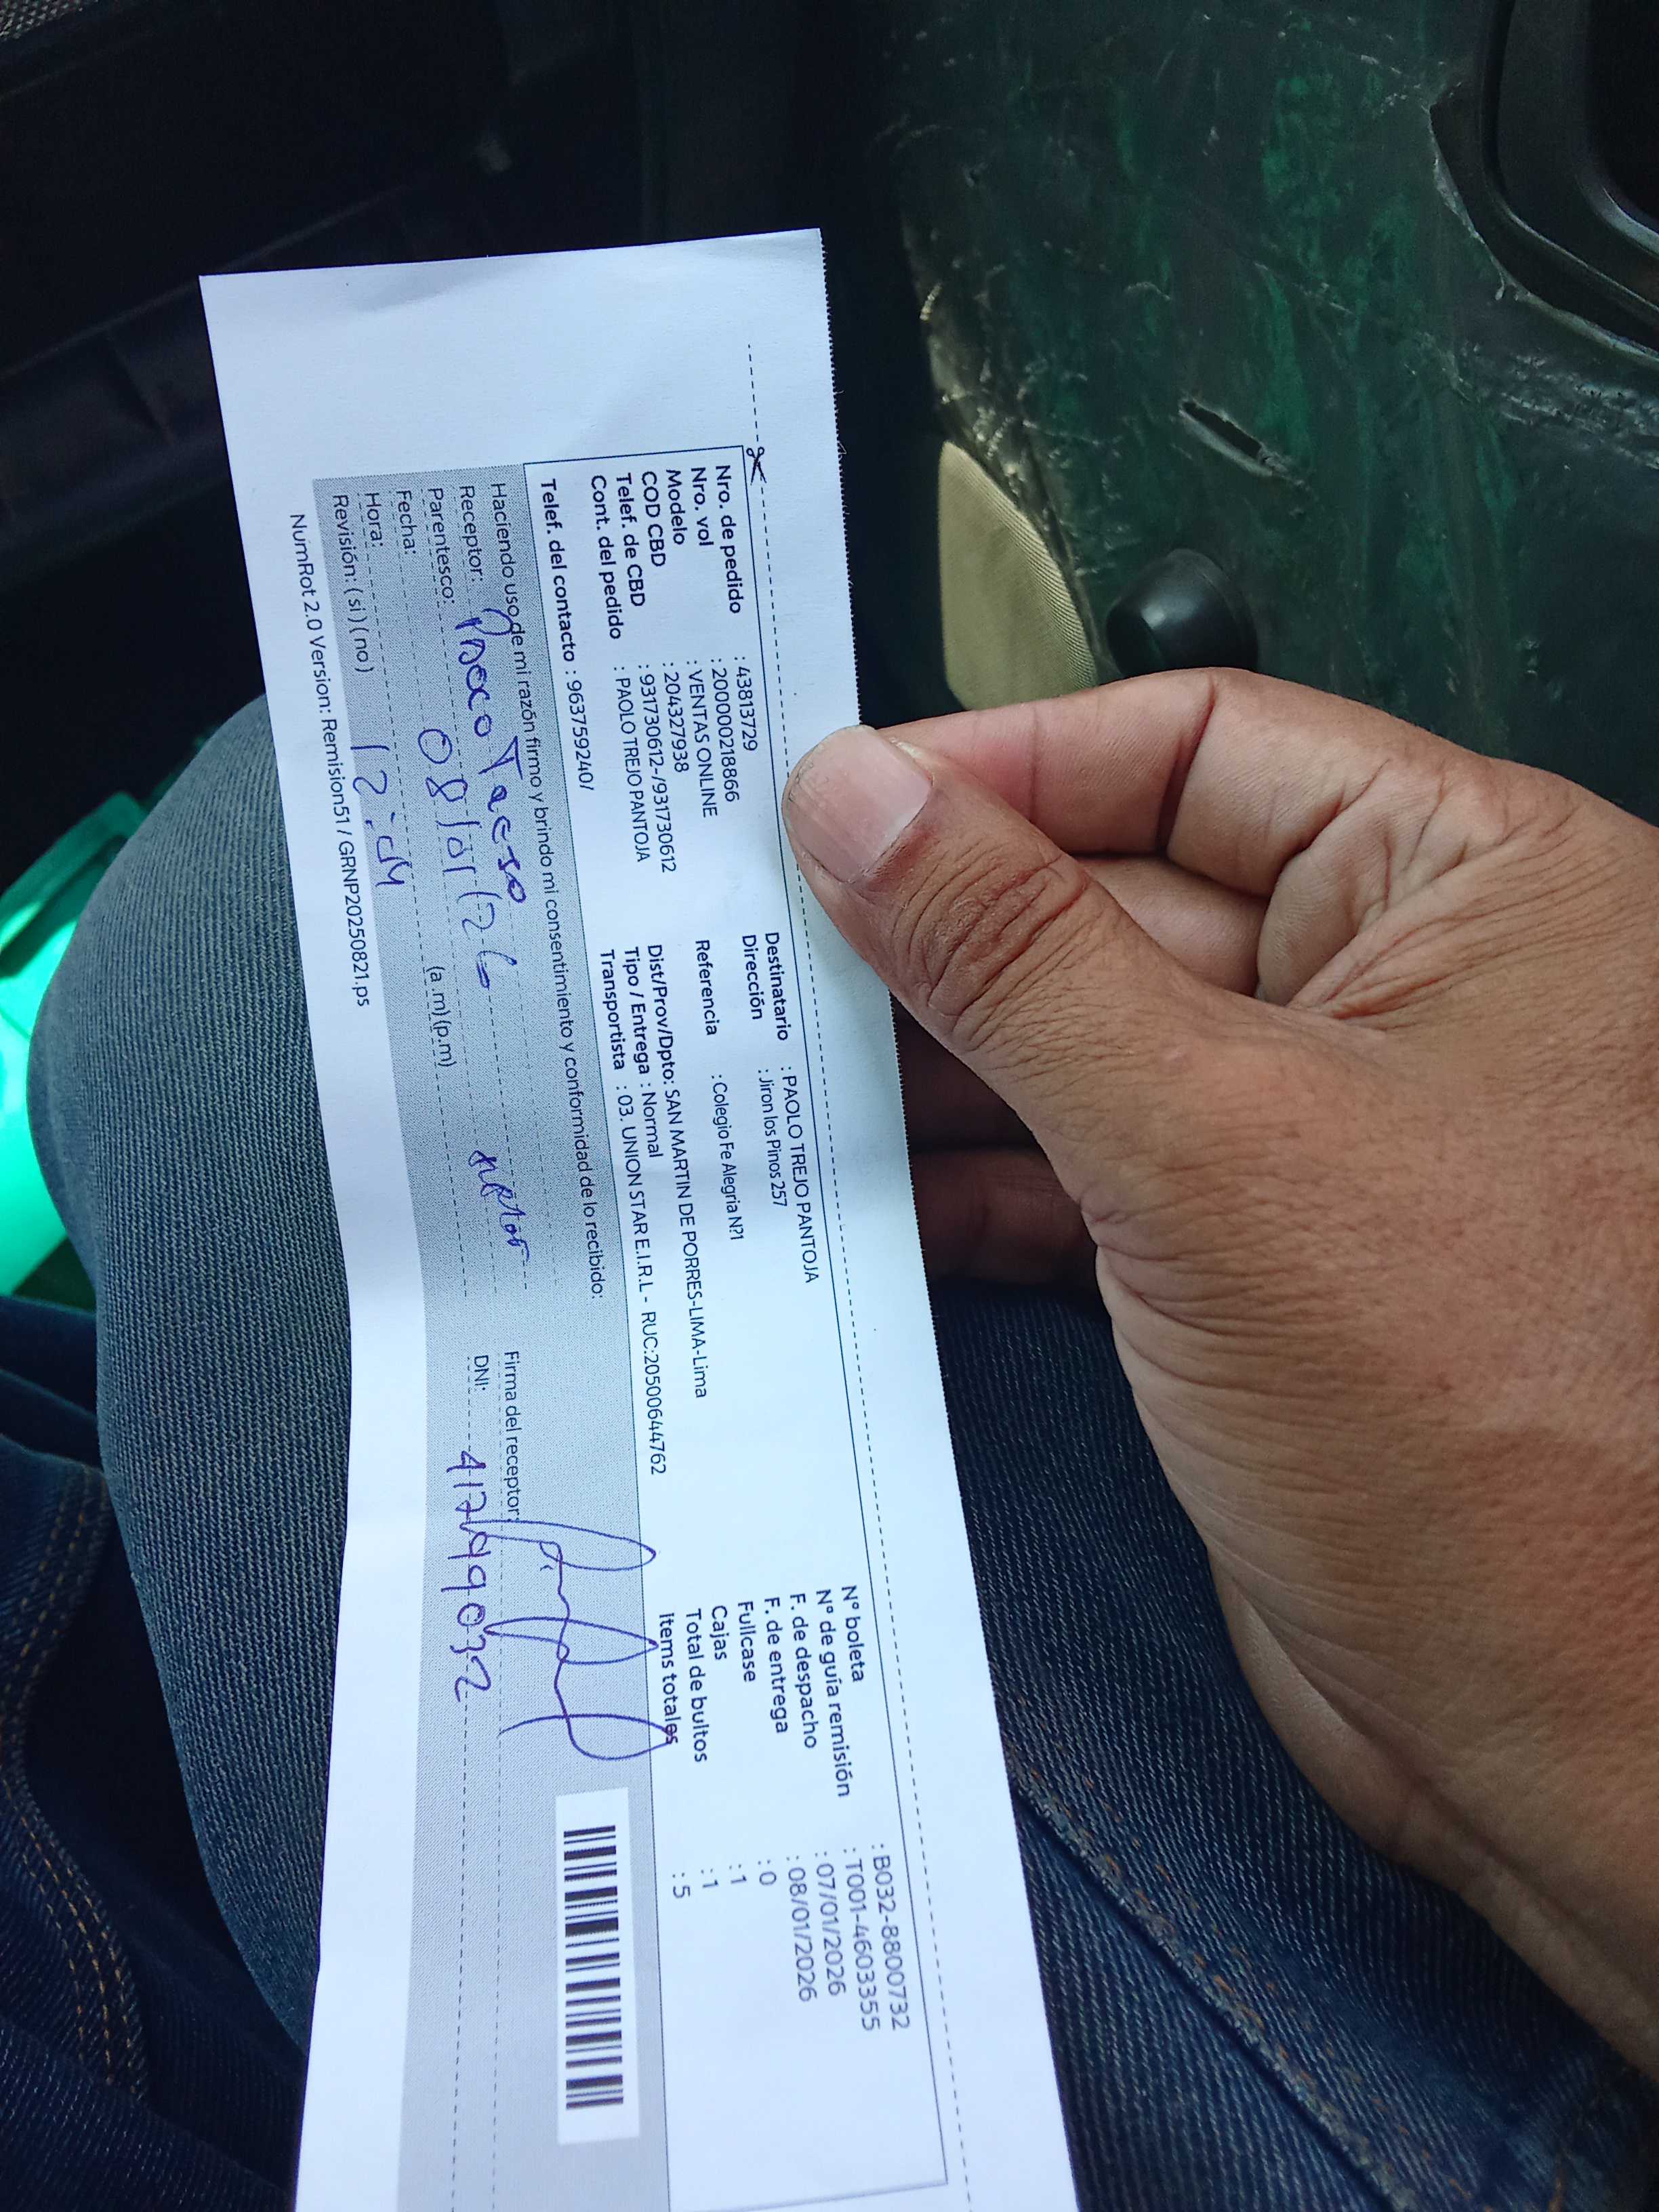 Nro. de pedido : 43813729
Nro. vol : 20000021886​6
Modelo : VENTAS ONLINE
COD CBD : 204327938
Telef. de CBD : 931730612-/931730612
Cont. del pedido : PAOLO TREJO PANTOJA
Telef. del contacto : 963759240/
Destinatario : PAOLO TREJO PANTOJA
Dirección : Jiron los Pinos 257
Referencia : Colegio Fe Alegria N?1
Dist/Prov/Dpto: SAN MARTIN DE PORRES-LIMA-Lima
Tipo / Entrega : Normal
Transportista : 03. UNION STAR E.I.R.L - RUC:20500644762
Nº boleta : B032-8800732
Nº de guía remisión : T001-4603355
F. de despacho : 07/01/2026
F. de entrega : 08/01/2026
Fullcase : 0
Cajas : 1
Total de bultos : 1
Items totales : 5
Haciendo uso de mi razón firmo y brindo mi consentimiento y conformidad de lo recibido:
Receptor:
Firma del receptor:
Parentesco:
DNI: 41799032
Fecha: 08/01/26
Hora: 12: (a .m) (p.m)
Revisión: ( si ) ( no )
NumRot 2.0 Version: Remision51 / GRNP20250821.ps